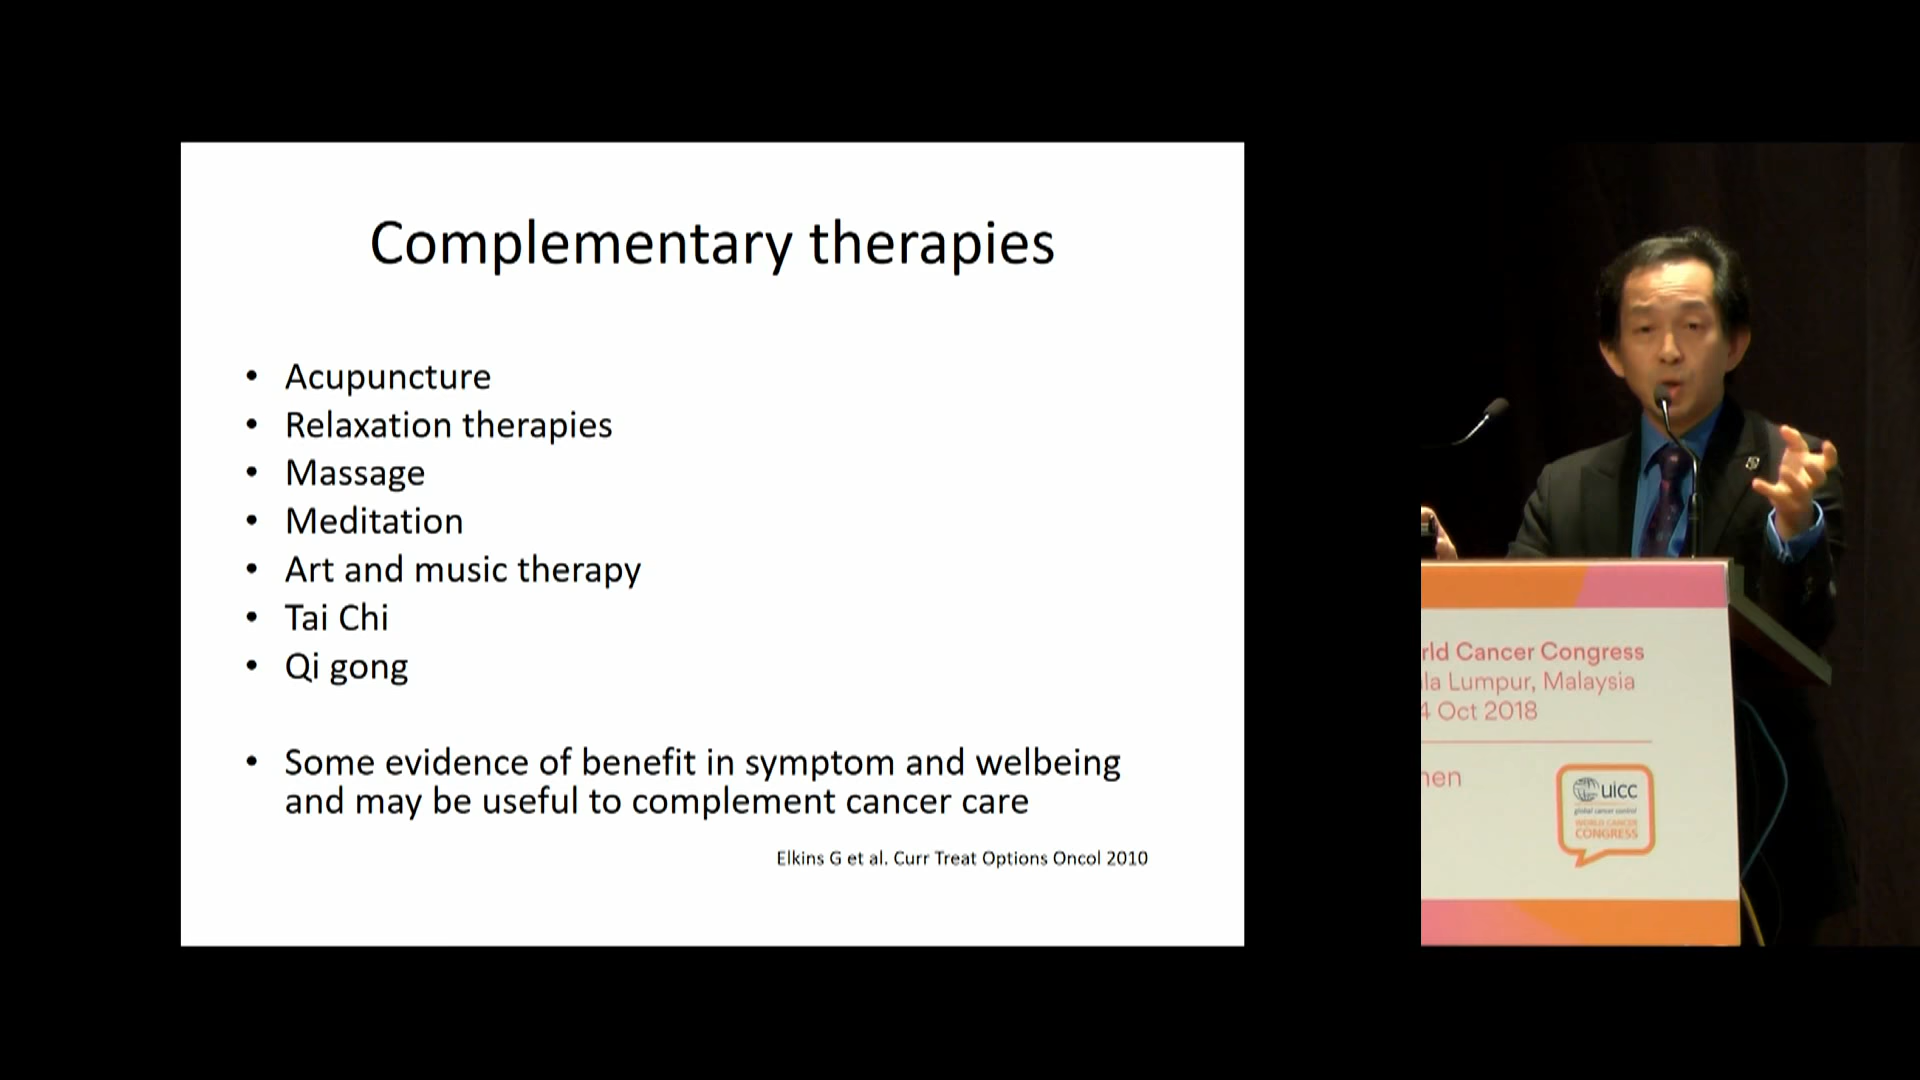 Complementary therapies
• Acupuncture
• Relaxation therapies
• Massage
• Meditation
• Art and music therapy
• Tai Chi
• Qi gong
• Some evidence of benefit in symptom and welbeing
and may be useful to complement cancer care
Elkins G et al. Curr Treat Options Oncol 2010
rld Cancer Congress
la Lumpur, Malaysia
4 Oct 2018
men
uicc
global cancer control
WORLD CANCER
CONGRESS